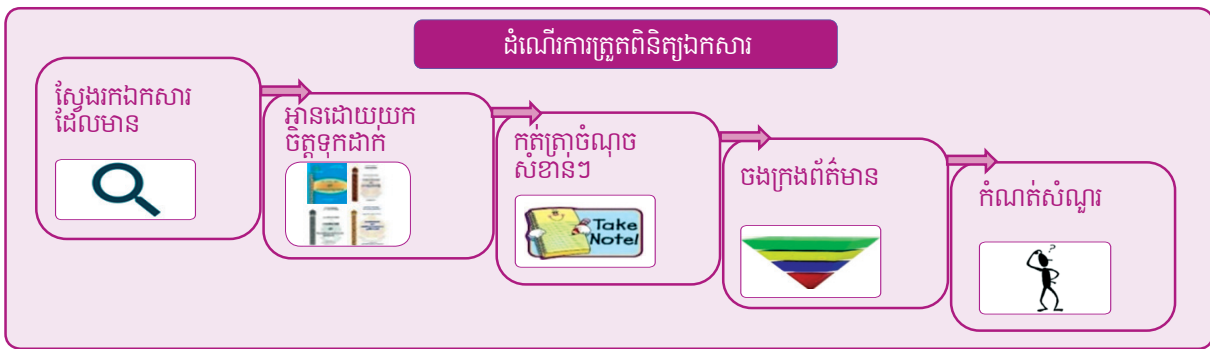 ដំណើរការត្រួតពិនិត្យឯកសារ
ស្វែងរកឯកសារ
ដែលមាន
អានដោយយក
ចិត្តទុកដាក់
កត់ត្រាចំណុច
សំខាន់ៗ
Take
Note!
ចងក្រងព័ត៌មាន
កំណត់សំណួរ